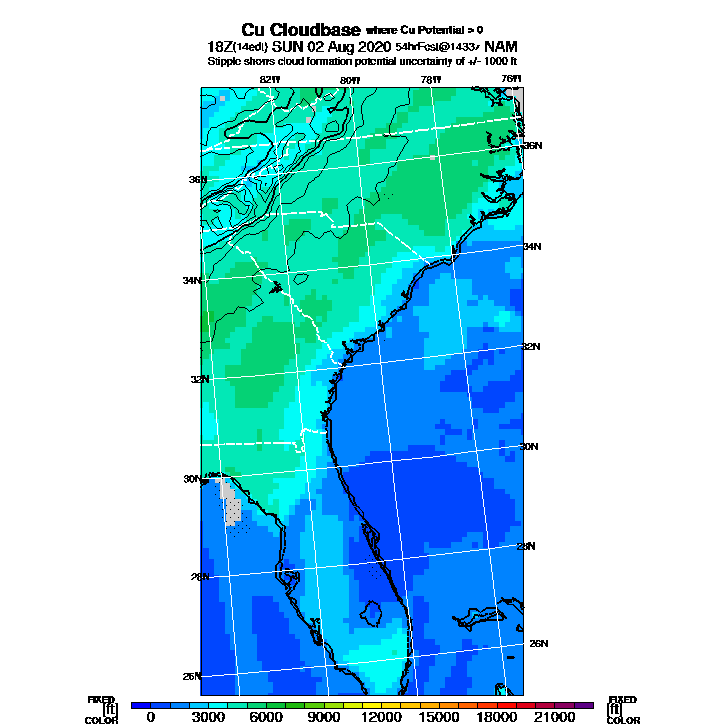 Cu Cloudbase where Cu Potential > 0
18Z(14edt) SUN 02 Aug 2020 54hrFcst@1433z NAM
Stipple shows cloud formation potential uncertainty of +/- 1000 ft
82W 80W 78W 76W
36N
36N
34N
34N
32N
32N
30N
30N
28N
28N
26N
26N
FIXED FIXED
[ft] [ft]
COLOR COLOR
0 3000 6000 9000 12000 15000 18000 21000